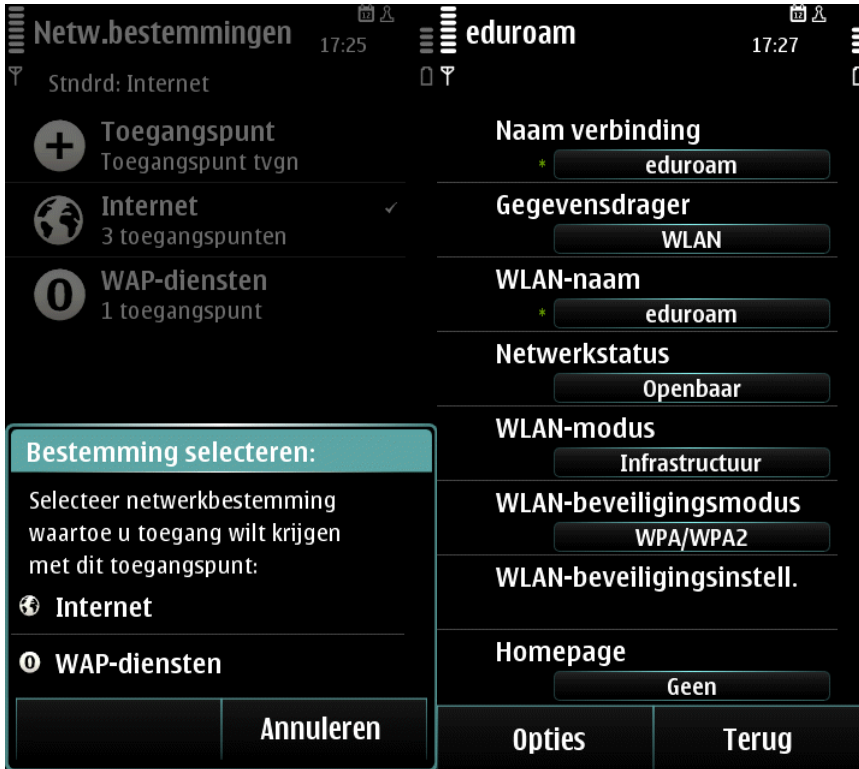 Netw.bestemmingen
17:25
Stndrd: Internet
Toegangspunt
Toegangspunt tvgn
Internet
3 toegangspunten
WAP-diensten
1 toegangspunt
Bestemming selecteren:
Selecteer netwerkbestemming
waartoe u toegang wilt krijgen
met dit toegangspunt:
Internet
WAP-diensten
Annuleren
eduroam
17:27
Naam verbinding
* eduroam
Gegevensdrager
WLAN
WLAN-naam
* eduroam
Netwerkstatus
Openbaar
WLAN-modus
Infrastructuur
WLAN-beveiligingsmodus
WPA/WPA2
WLAN-beveiligingsinstell.
Homepage
Geen
Opties
Terug